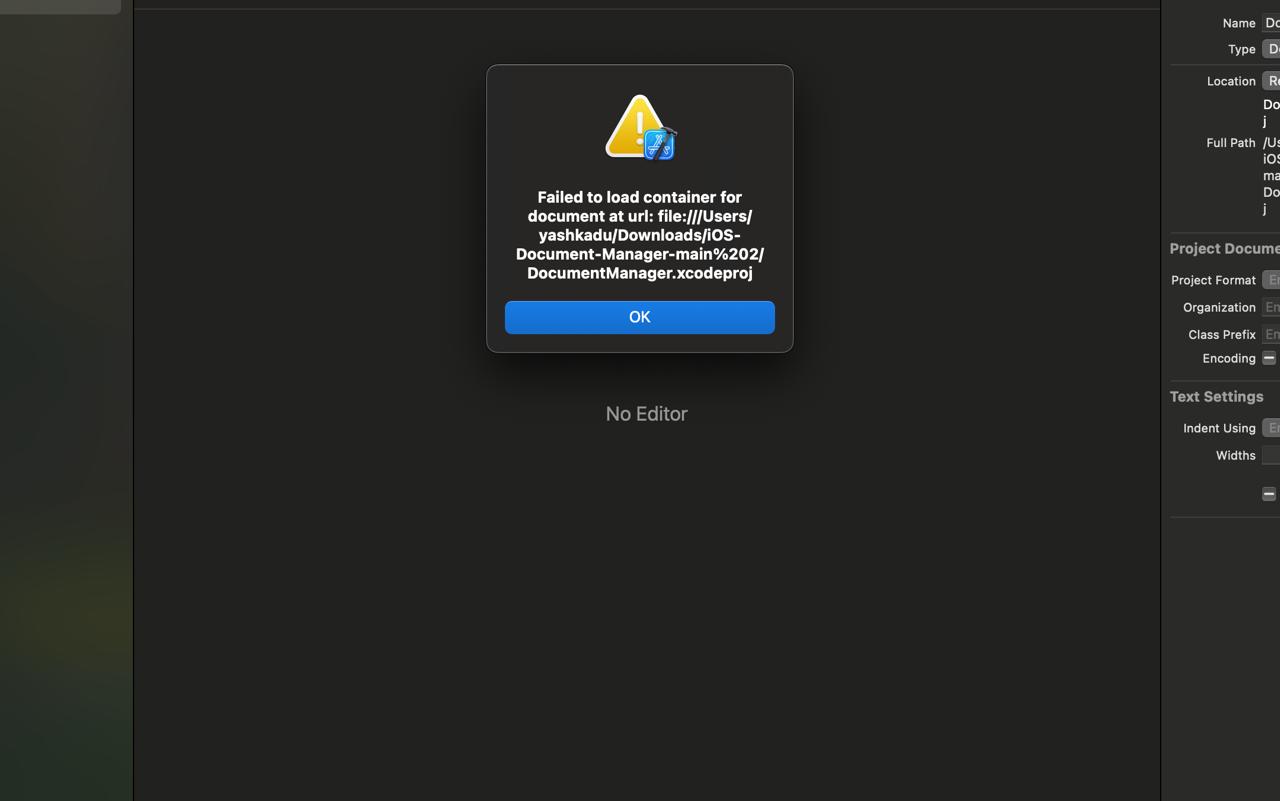 Failed to load container for
document at url: file:///Users/
yashkadu/Downloads/iOS-
Document-Manager-main%202/
DocumentManager.xcodeproj
OK
No Editor
Name Do
Type De
Location Re
Do
j
Full Path /Us
iOS
ma
Do
j
Project Docume
Project Format En
Organization En
Class Prefix Em
Encoding
Text Settings
Indent Using En
Widths